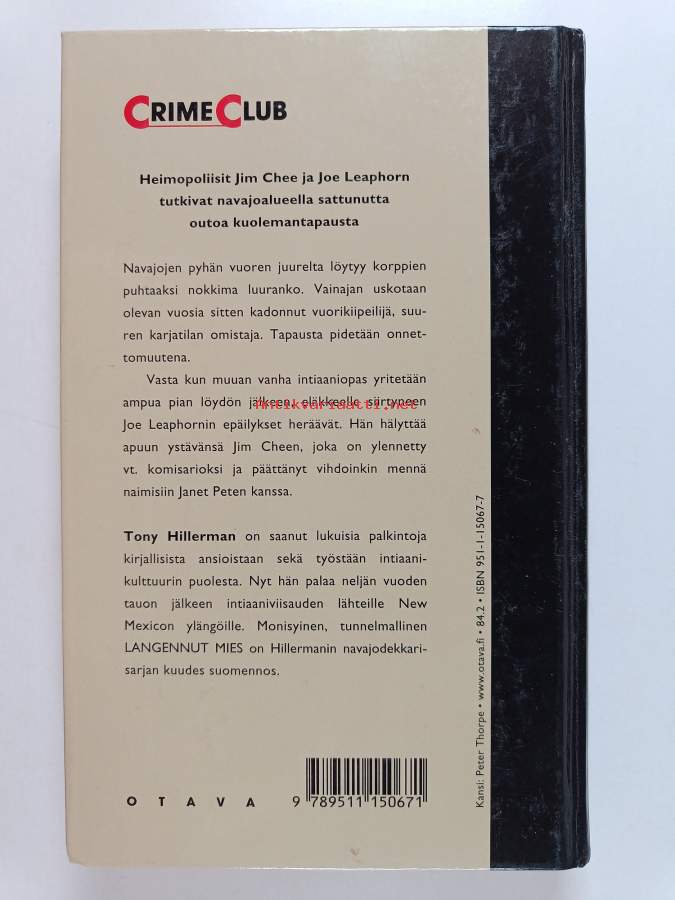 CRIME CLUB
Heimopoliisit Jim Chee ja Joe Leaphorn
tutkivat navajoalueella sattunutta
outoa kuolemantapausta
Navajojen pyhän vuoren juurelta löytyy korppien
puhtaaksi nokkima luuranko. Vainajan uskotaan
olevan vuosia sitten kadonnut vuorikiipeilijä, suu-
ren karjatilan omistaja. Tapausta pidetään onnet-
tomuutena.
Vasta kun muuan vanha intiaaniopas yritetään
ampua pian löydön jälkeen, eläkkeelle siirtyneen
Antikvariaatti.net
Joe Leaphornin epäilykset heräävät. Hän hälyttää
apuun ystävänsä Jim Cheen, joka on ylennetty
vt. komisarioksi ja päättänyt vihdoinkin mennä
naimisiin Janet Peten kanssa.
Tony Hillerman on saanut lukuisia palkintoja
kirjallisista ansioistaan sekä työstään intiaani-
kulttuurin puolesta. Nyt hän palaa neljän vuoden
tauon jälkeen intiaaniviisauden lähteille New
Mexicon ylängöille. Monisyinen, tunnelmallinen
LANGENNUT MIES on Hillermanin navajodekkari-
sarjan kuudes suomennos.
Kansi: Peter Thorpe • www.otava.fi • 84.2 • ISBN 951-1-15067-7
OTAVA
9 789511 150671